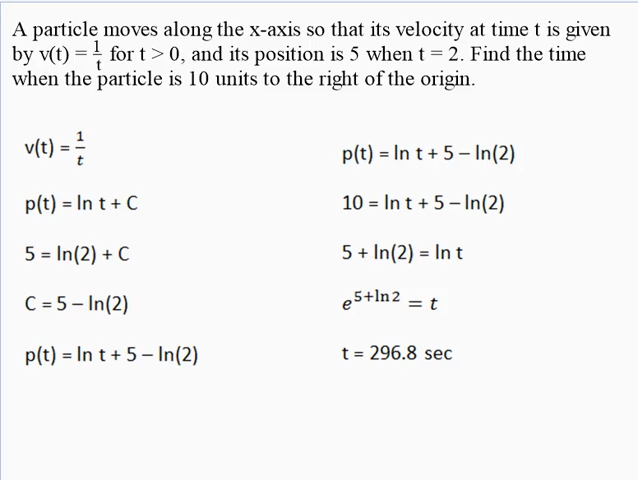 A particle moves along the x-axis so that its velocity at time t is given
by v(t) = 1/t for t > 0, and its position is 5 when t = 2. Find the time
when the particle is 10 units to the right of the origin.
v(t) = 1/t
p(t) = ln t + C
5 = ln(2) + C
C = 5 – ln(2)
p(t) = ln t + 5 – ln(2)
p(t) = ln t + 5 – ln(2)
10 = ln t + 5 – ln(2)
5 + ln(2) = ln t
e^(5+ln2) = t
t = 296.8 sec